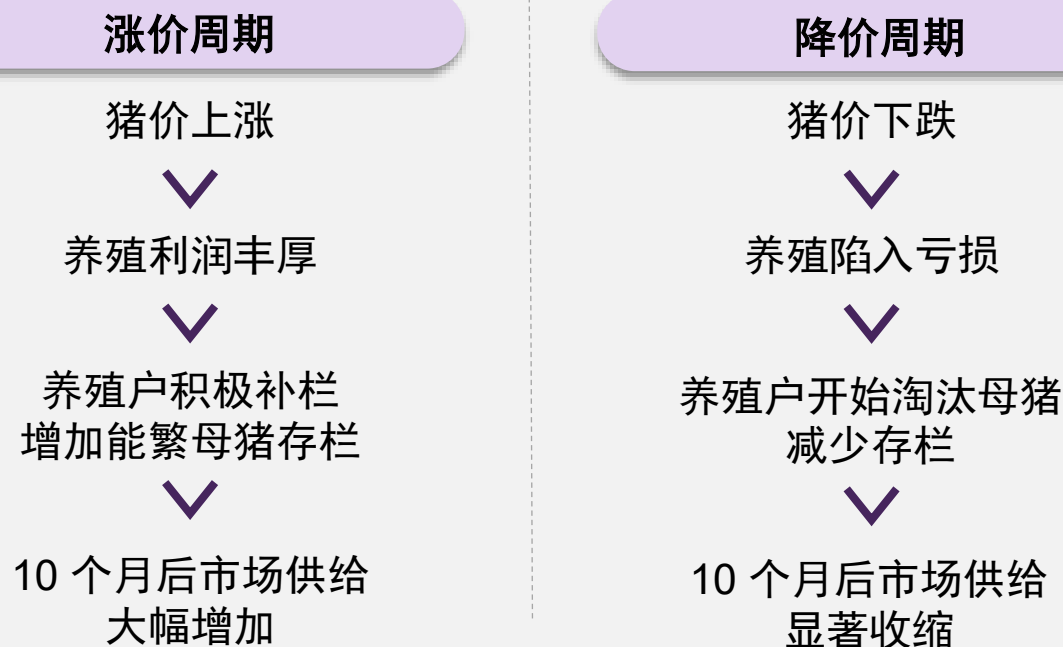 涨价周期
猪价上涨
养殖利润丰厚
养殖户积极补栏
增加能繁母猪存栏
10 个月后市场供给
大幅增加
降价周期
猪价下跌
养殖陷入亏损
养殖户开始淘汰母猪
减少存栏
10 个月后市场供给
显著收缩